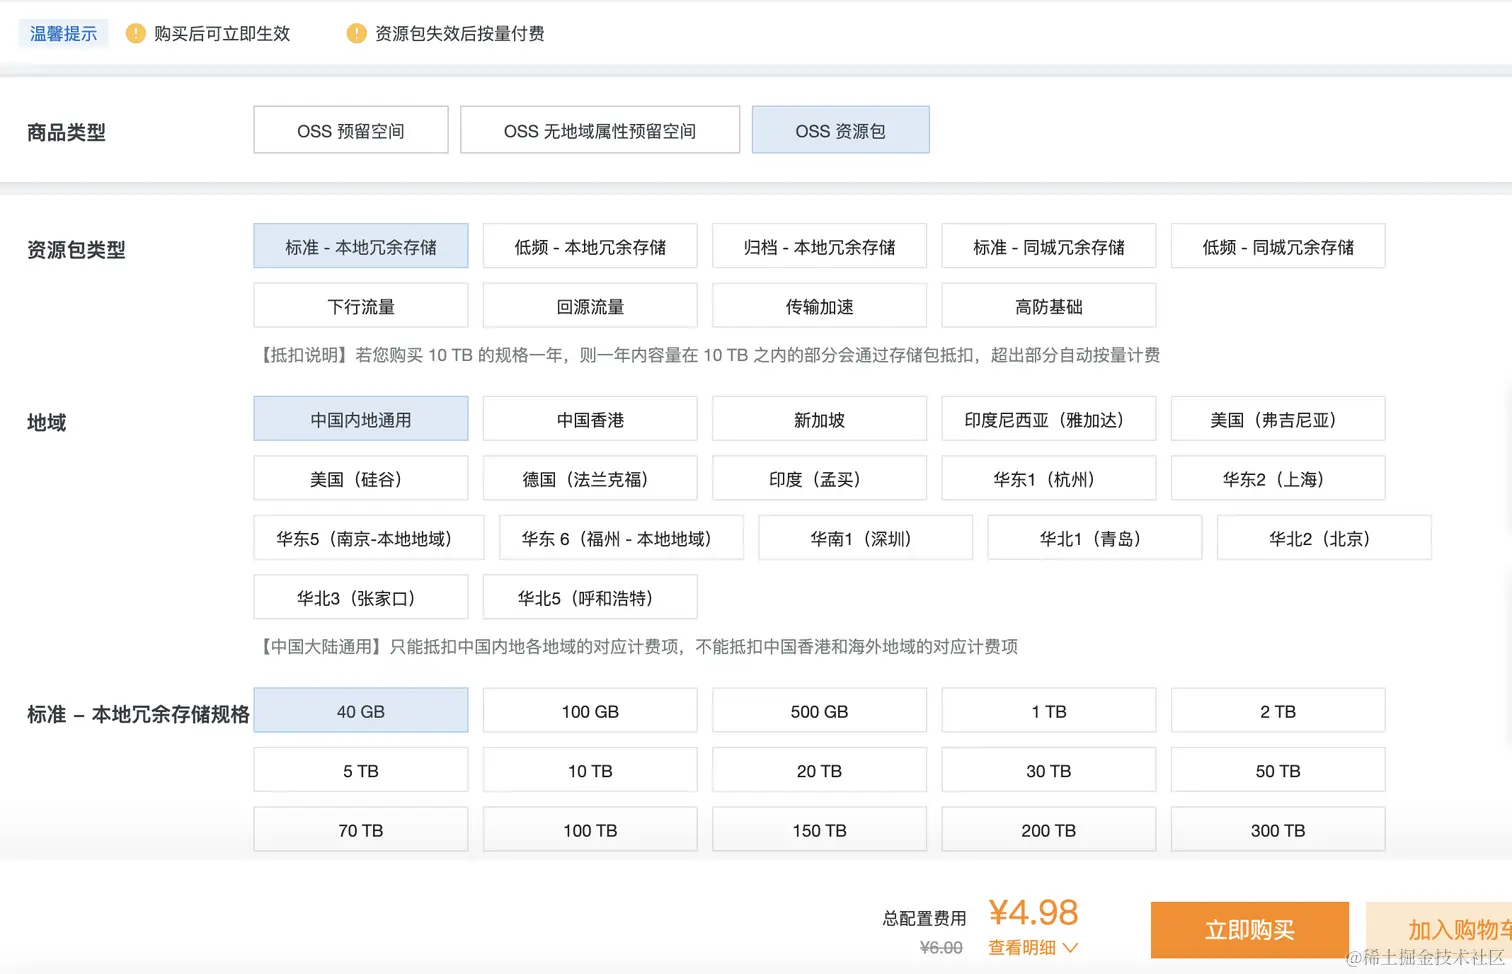 温馨提示 购买后可立即生效 资源包失效后按量付费
商品类型 OSS 预留空间 OSS 无地域属性预留空间 OSS 资源包
资源包类型 标准 - 本地冗余存储 低频 - 本地冗余存储 归档 - 本地冗余存储 标准 - 同城冗余存储 低频 - 同城冗余存储
下行流量 回源流量 传输加速 高防基础
【抵扣说明】若您购买 10 TB 的规格一年，则一年内容量在 10 TB 之内的部分会通过存储包抵扣，超出部分自动按量计费
地域 中国内地通用 中国香港 新加坡 印度尼西亚（雅加达） 美国（弗吉尼亚）
美国（硅谷） 德国（法兰克福） 印度（孟买） 华东1（杭州） 华东2（上海）
华东5（南京-本地地域） 华东 6（福州 - 本地地域） 华南1（深圳） 华北1（青岛） 华北2（北京）
华北3（张家口） 华北5（呼和浩特）
【中国大陆通用】只能抵扣中国内地各地域的对应计费项，不能抵扣中国香港和海外地域的对应计费项
标准 – 本地冗余存储规格 40 GB 100 GB 500 GB 1 TB 2 TB
5 TB 10 TB 20 TB 30 TB 50 TB
70 TB 100 TB 150 TB 200 TB 300 TB
总配置费用 ¥4.98 立即购买 加入购物车
¥6.00 查看明细
@稀土掘金技术社区